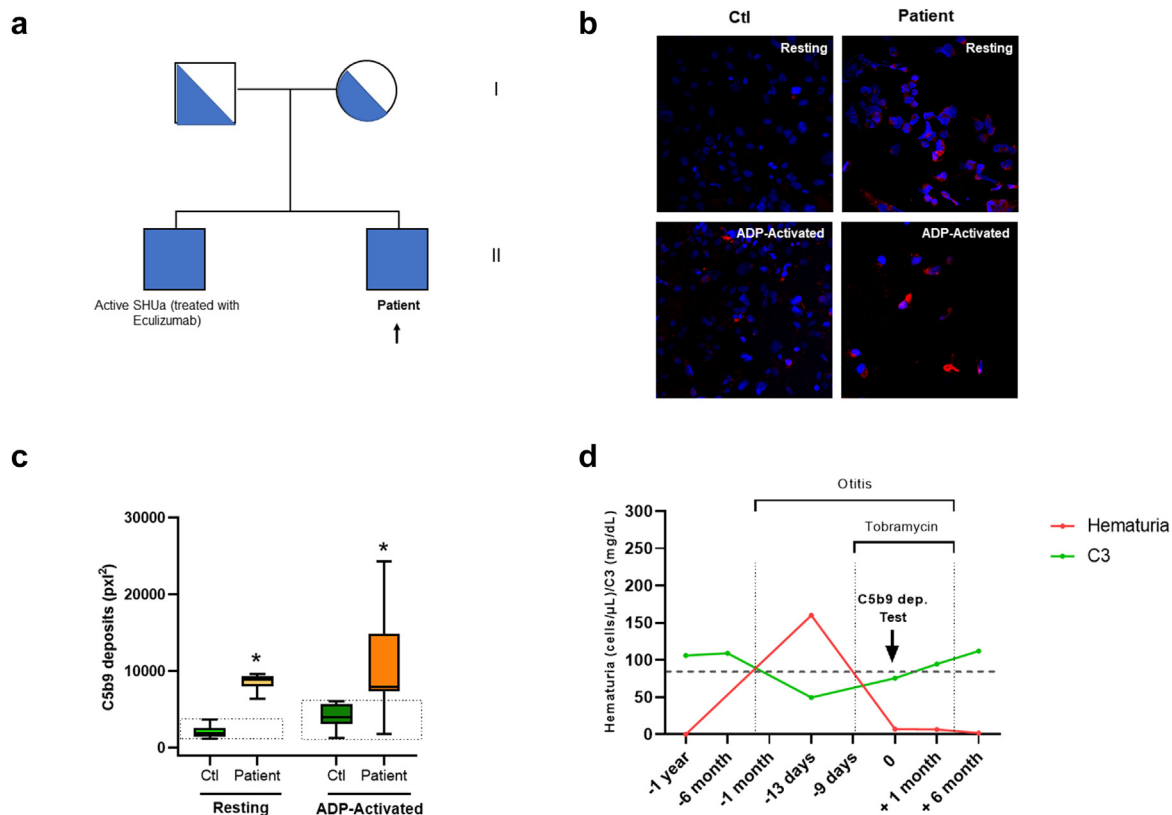 a
I
II
Active SHUa (treated with
Eculizumab)
Patient
b
Ctl
Patient
Resting
Resting
ADP-Activated
ADP-Activated
c
C5b9 deposits (pxl²)
30000
20000
10000
0
*
*
Ctl
Patient
Ctl
Patient
Resting
ADP-Activated
d
Otitis
Tobramycin
C5b9 dep.
Test
Hematuria (cells/µL)/C3 (mg/dL)
300
250
200
150
100
50
0
-1 year
-6 month
-1 month
-13 days
-9 days
0
+ 1 month
+ 6 month
Hematuria
C3